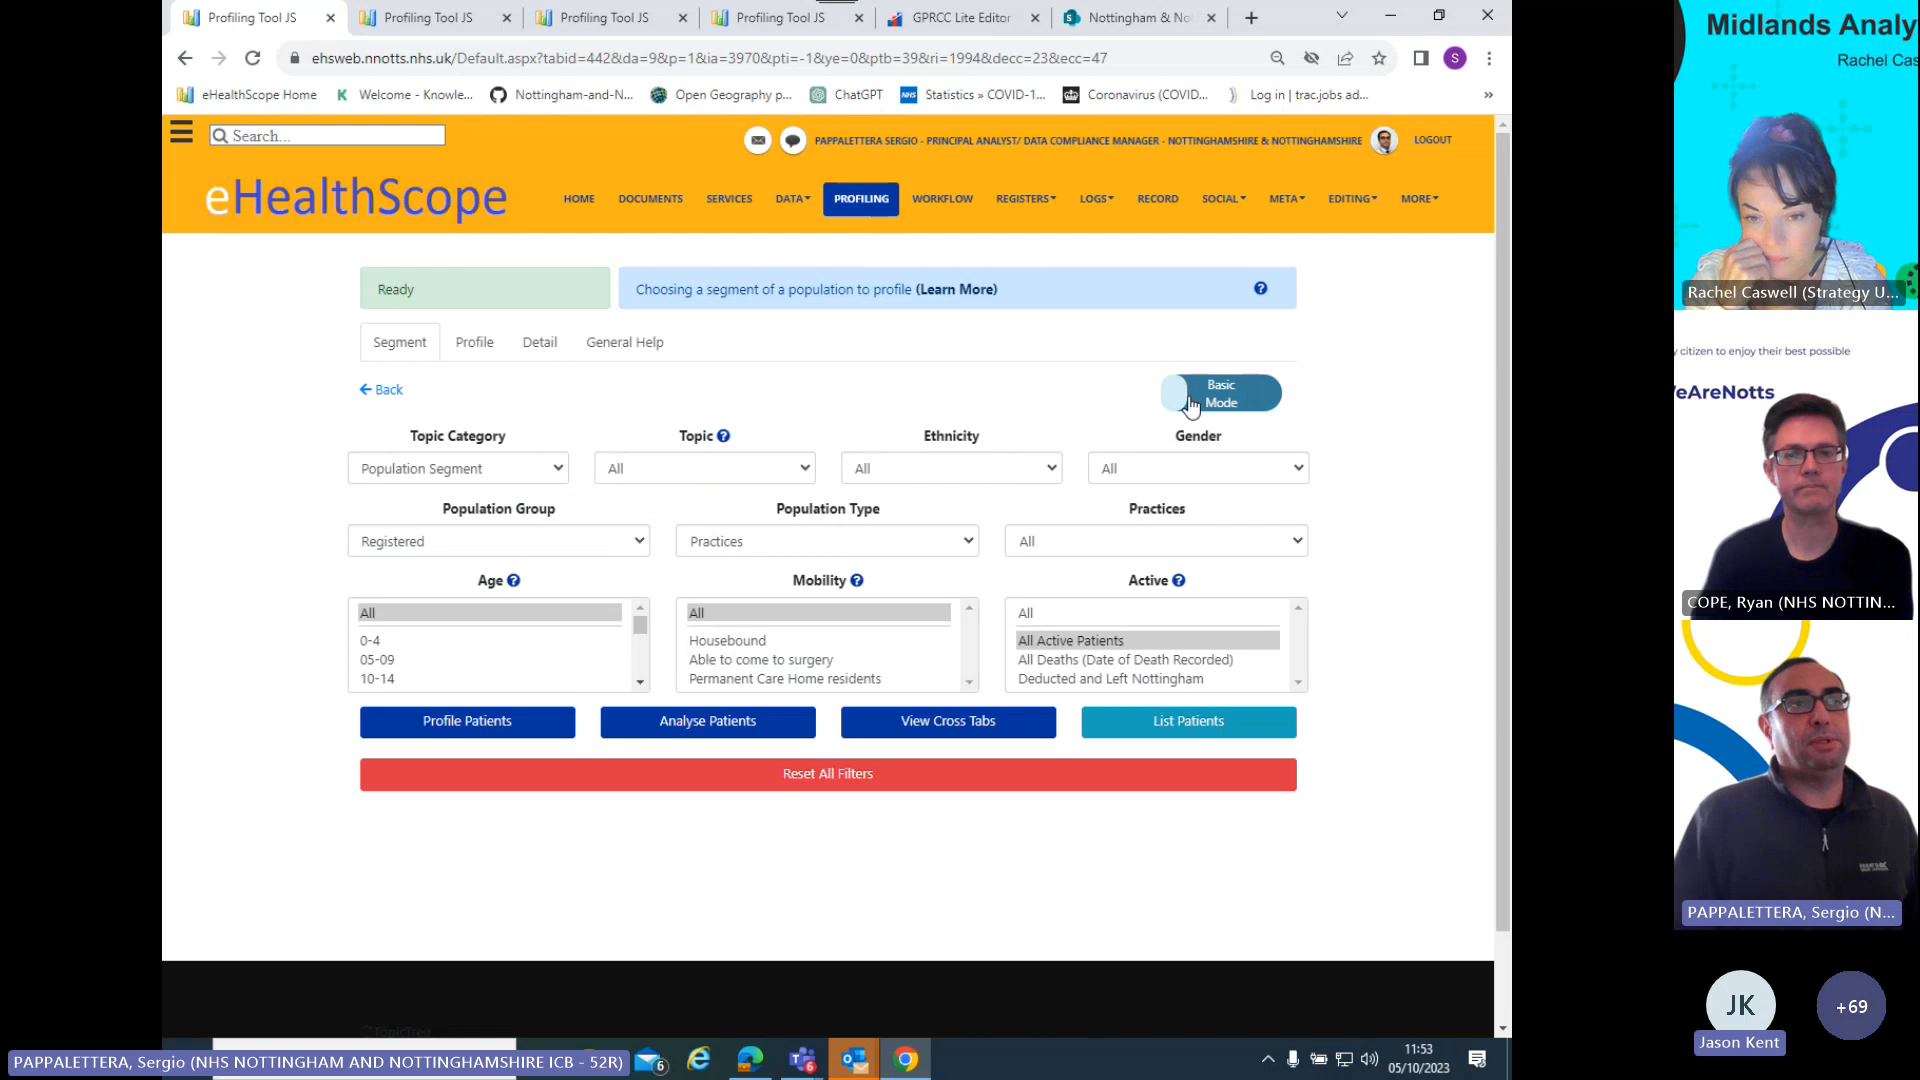 Profiling Tool JS
Profiling Tool JS
Profiling Tool JS
Profiling Tool JS
GPRCC Lite Editor
Nottingham & No
ehsweb.nnotts.nhs.uk/Default.aspx?tabid=442&da=9&p=1&ia=3970&pti=-1&ye=0&ptb=39&ri=1994&decc=23&ecc=47
S
eHealthScope Home
Welcome - Knowle...
Nottingham-and-N...
Open Geography p...
ChatGPT
NHS
Statistics » COVID-1...
Coronavirus (COVID...
Log in | trac.jobs ad...
»
Search...
PAPPALETTERA SERGIO - PRINCIPAL ANALYST/ DATA COMPLIANCE MANAGER - NOTTINGHAMSHIRE & NOTTINGHAMSHIRE
LOGOUT
eHealthScope
HOME
DOCUMENTS
SERVICES
DATA
PROFILING
WORKFLOW
REGISTERS
LOGS
RECORD
SOCIAL
META
EDITING
MORE
Ready
Choosing a segment of a population to profile (Learn More)
Segment
Profile
Detail
General Help
Back
Basic
Mode
Topic Category
Topic
Ethnicity
Gender
Population Segment
All
All
All
Population Group
Population Type
Practices
Registered
Practices
All
Age
Mobility
Active
All
0-4
05-09
10-14
All
Housebound
Able to come to surgery
Permanent Care Home residents
All
All Active Patients
All Deaths (Date of Death Recorded)
Deducted and Left Nottingham
Profile Patients
Analyse Patients
View Cross Tabs
List Patients
Reset All Filters
PAPPALETTERA, Sergio (NHS NOTTINGHAM AND NOTTINGHAMSHIRE ICB - 52R)
6
6
11:53
05/10/2023
Midlands Analy
Rachel Cas
Rachel Caswell (Strategy U...
y citizen to enjoy their best possible
eAreNotts
COPE, Ryan (NHS NOTTIN...
PAPPALETTERA, Sergio (N...
JK
Jason Kent
+69